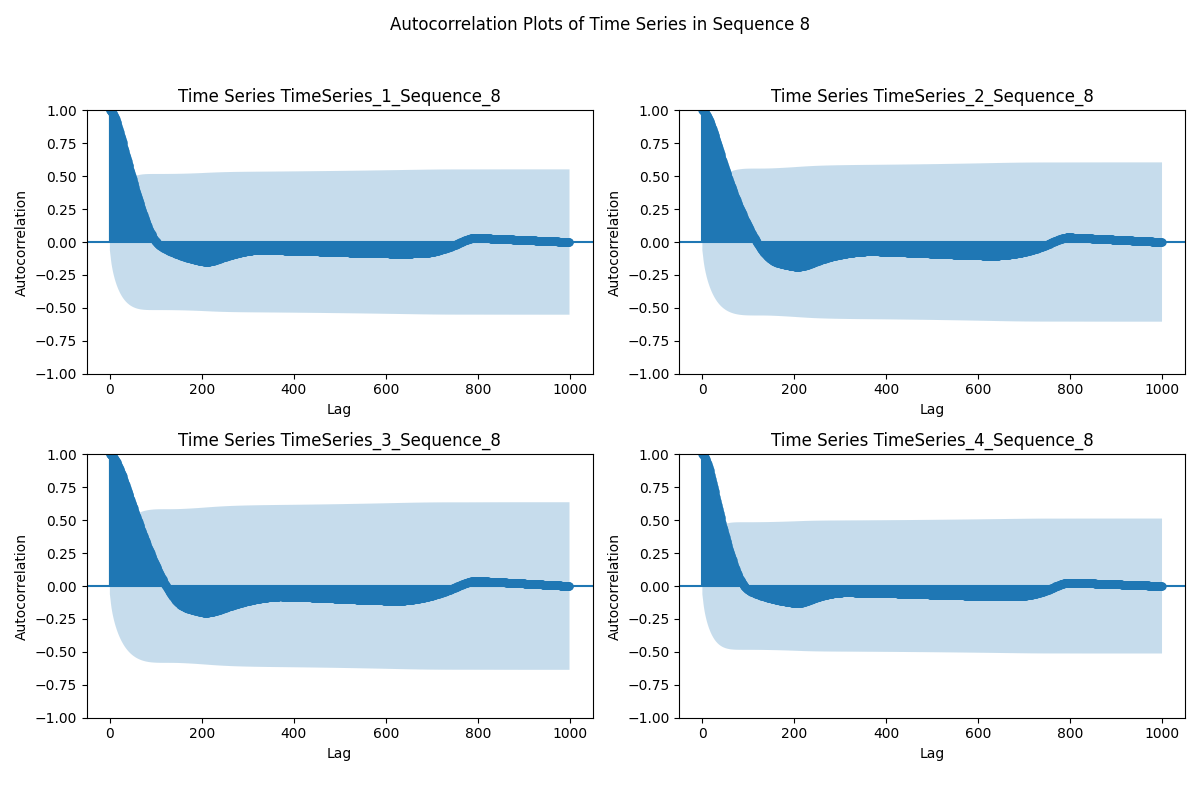 Autocorrelation Plots of Time Series in Sequence 8
Time Series TimeSeries_1_Sequence_8
Autocorrelation
1.00
0.75
0.50
0.25
0.00
−0.25
−0.50
−0.75
−1.00
0 200 400 600 800 1000
Lag
Time Series TimeSeries_2_Sequence_8
Autocorrelation
1.00
0.75
0.50
0.25
0.00
−0.25
−0.50
−0.75
−1.00
0 200 400 600 800 1000
Lag
Time Series TimeSeries_3_Sequence_8
Autocorrelation
1.00
0.75
0.50
0.25
0.00
−0.25
−0.50
−0.75
−1.00
0 200 400 600 800 1000
Lag
Time Series TimeSeries_4_Sequence_8
Autocorrelation
1.00
0.75
0.50
0.25
0.00
−0.25
−0.50
−0.75
−1.00
0 200 400 600 800 1000
Lag